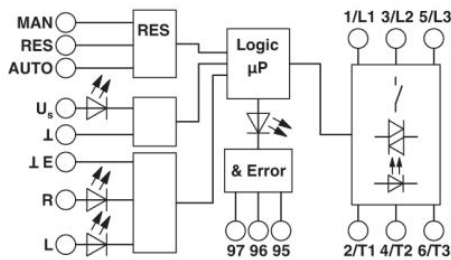 MAN
RES
AUTO
RES
Us
⊥
⊥ E
R
L
Logic
µP
& Error
97 96 95
1/L1 3/L2 5/L3
2/T1 4/T2 6/T3